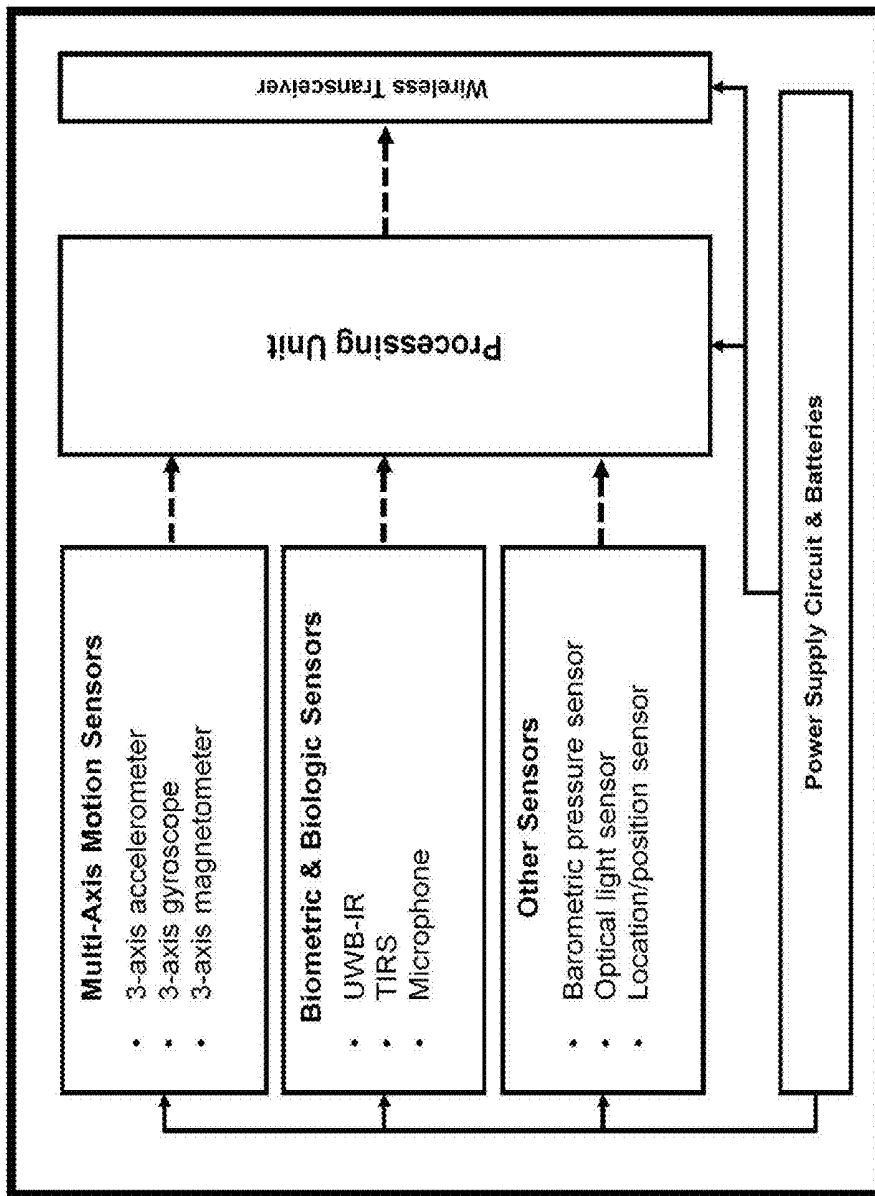 Multi-Axis Motion Sensors
• 3-axis accelerometer
• 3-axis gyroscope
• 3-axis magnetometer
Biometric & Biologic Sensors
• UWB-IR
• TIRS
• Microphone
Other Sensors
• Barometric pressure sensor
• Optical light sensor
• Location/position sensor
Processing Unit
Wireless Transceiver
Power Supply Circuit & Batteries